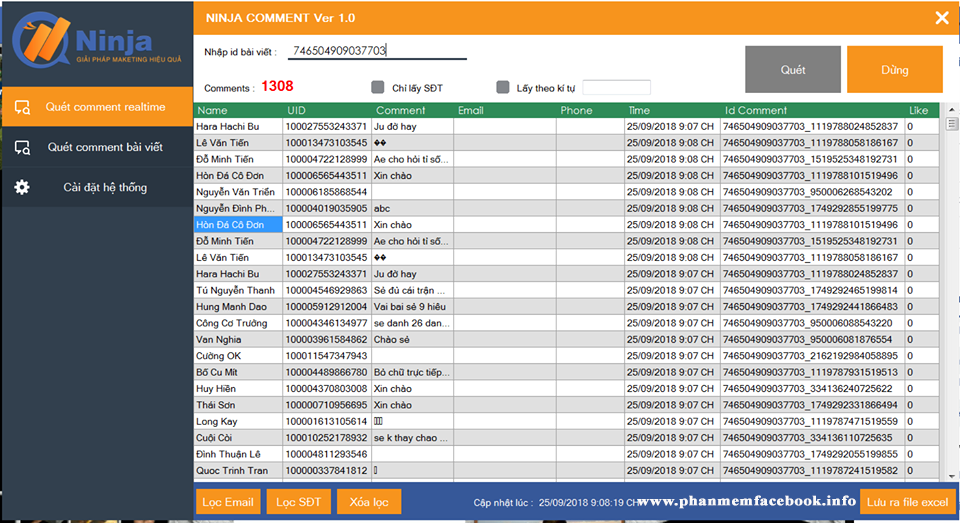 Ninja
GIẢI PHÁP MAKETING HIỆU QUẢ
Quét comment realtime
Quét comment bài viết
Cài đặt hệ thống
NINJA COMMENT Ver 1.0
Nhập id bài viết : 746504909037703
Quét Dừng
Comments : 1308 Chỉ lấy SĐT Lấy theo kí tự
Name UID Comment Email Phone Time Id Comment Like
Hara Hachi Bu 100027553243371 Ju đờ hay 25/09/2018 9:07 CH 746504909037703_1119788024852837 0
Lê Văn Tiến 100013473103545 �� 25/09/2018 9:08 CH 746504909037703_1119788058186167 0
Đỗ Minh Tiến 100004722128999 Ae cho hỏi tí số... 25/09/2018 9:08 CH 746504909037703_1519525348192731 0
Hòn Đá Cô Đơn 100006565443511 Xin chào 25/09/2018 9:08 CH 746504909037703_1119788101519496 0
Nguyễn Văn Triển 100006185868544 25/09/2018 9:07 CH 746504909037703_950006268543202 0
Nguyễn Đình Ph... 100004019035905 abc 25/09/2018 9:08 CH 746504909037703_1749292855199775 0
Hòn Đá Cô Đơn 100006565443511 Xin chào 25/09/2018 9:08 CH 746504909037703_1119788101519496 0
Đỗ Minh Tiến 100004722128999 Ae cho hỏi tí số... 25/09/2018 9:08 CH 746504909037703_1519525348192731 0
Lê Văn Tiến 100013473103545 �� 25/09/2018 9:08 CH 746504909037703_1119788058186167 0
Hara Hachi Bu 100027553243371 Ju đờ hay 25/09/2018 9:07 CH 746504909037703_1119788024852837 0
Tú Nguyễn Thanh 100004546929863 Sẻ đủ cái trận ... 25/09/2018 9:07 CH 746504909037703_1749292465199814 0
Hung Manh Dao 100005912912004 Vai bai sẻ 9 hiêu 25/09/2018 9:07 CH 746504909037703_1749292441866483 0
Công Cơ Trưởng 100004346134977 se danh 26 dan... 25/09/2018 9:07 CH 746504909037703_950006088543220 0
Van Nghia 100003961584862 Chào sẻ 25/09/2018 9:07 CH 746504909037703_950006081876554 0
Cường OK 100011547347943 25/09/2018 9:07 CH 746504909037703_2162192984058895 0
Bố Cu Mít 100004489866780 Bỏ chữ trực tiếp... 25/09/2018 9:07 CH 746504909037703_1119787931519513 0
Huy Hiền 100004370803008 Xin chào 25/09/2018 9:07 CH 746504909037703_334136240725622 0
Thái Sơn 100000710956695 Xin chào 25/09/2018 9:07 CH 746504909037703_1749292331866494 0
Long Kay 100001613105614 25/09/2018 9:07 CH 746504909037703_1119787471519559 0
Cuội Còi 100010252178932 se k thay chao ... 25/09/2018 9:07 CH 746504909037703_334136110725635 0
Đình Thuận Lê 100004811293546 25/09/2018 9:07 CH 746504909037703_1749292055199855 0
Quoc Trinh Tran 100000337841812 25/09/2018 9:07 CH 746504909037703_1119787241519582 0
Lọc Email Lọc SĐT Xóa lọc Cập nhật lúc : 25/09/2018 9:08:19 CH www.phanmemfacebook.info Lưu ra file excel